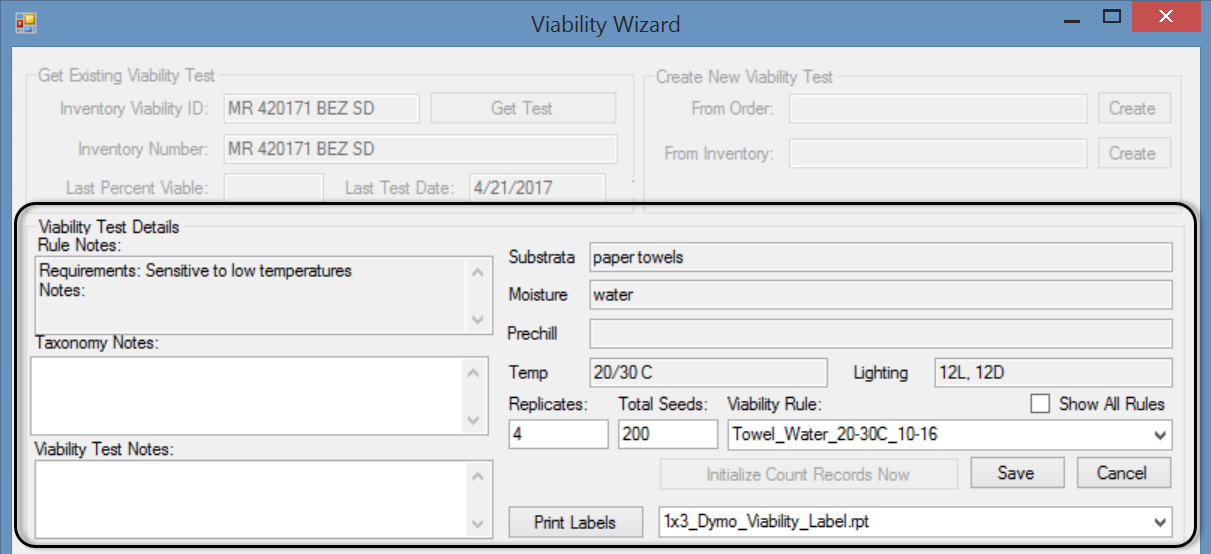 Viability Wizard
Get Existing Viability Test
Inventory Viability ID: MR 420171 BEZ SD Get Test
Inventory Number: MR 420171 BEZ SD
Last Percent Viable: Last Test Date: 4/21/2017
Create New Viability Test
From Order: Create
From Inventory: Create
Viability Test Details
Rule Notes:
Requirements: Sensitive to low temperatures
Notes:
Taxonomy Notes:
Viability Test Notes:
Substrata paper towels
Moisture water
Prechill
Temp 20/30 C Lighting 12L, 12D
Replicates: Total Seeds: Viability Rule: Show All Rules
4 200 Towel_Water_20-30C_10-16
Initialize Count Records Now Save Cancel
Print Labels 1x3_Dymo_Viability_Label.rpt